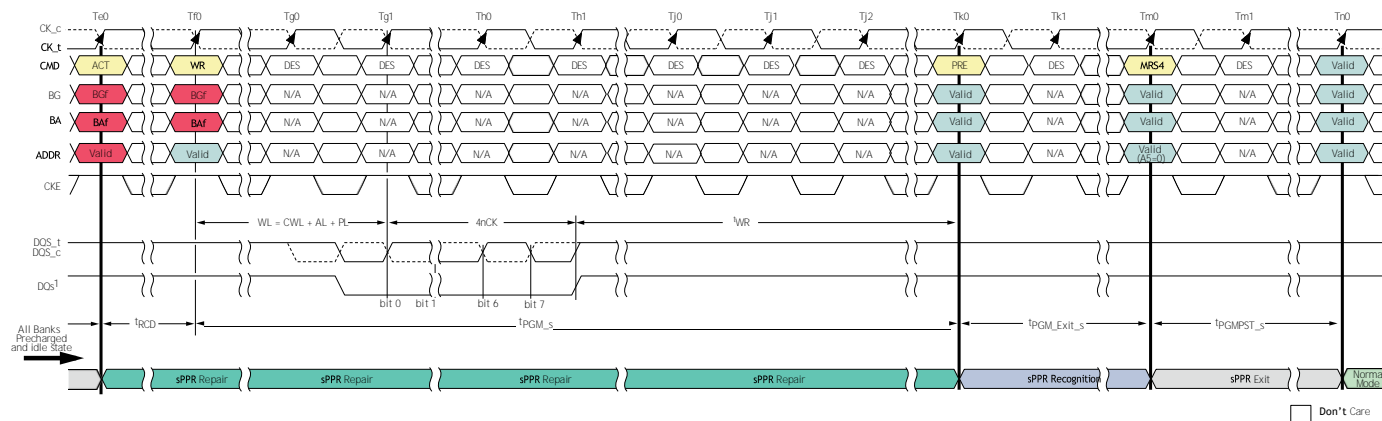 Te0 Tf0 Tg0 Tg1 Th0 Th1 Tj0 Tj1 Tj2 Tk0 Tk1 Tm0 Tm1 Tn0
CK_c
CK_t
CMD ACT WR DES DES DES DES DES DES DES PRE DES MRS4 DES Valid
BG BGf BGf N/A N/A N/A N/A N/A N/A N/A Valid N/A Valid N/A Valid
BA BAf BAf N/A N/A N/A N/A N/A N/A N/A Valid N/A Valid N/A Valid
ADDR Valid Valid N/A N/A N/A N/A N/A N/A N/A Valid N/A Valid (A5=0) N/A Valid
CKE
WL = CWL + AL + PL 4nCK tWR
DQS_t
DQS_c
DQs1
bit 0 bit 1 bit 6 bit 7
tRCD tPGM_s tPGM_Exit_s tPGMPST_s
All Banks
Precharged
and idle state
sPPR Repair sPPR Repair sPPR Repair sPPR Repair sPPR Recognition sPPR Exit Norma
Mode
Don't Care